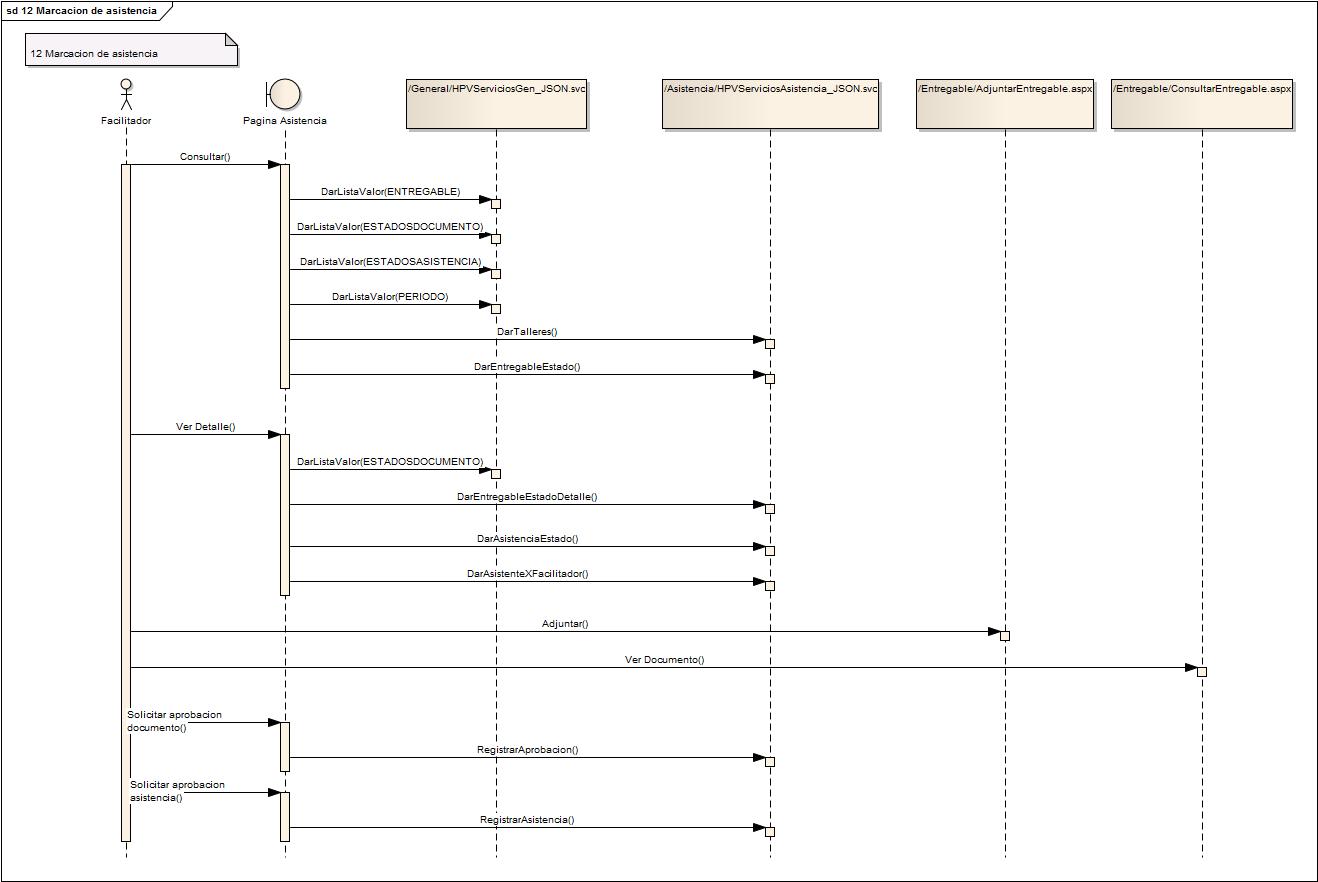 sd 12 Marcacion de asistencia
12 Marcacion de asistencia
Facilitador
Pagina Asistencia
/General/HPVServiciosGen_JSON.svc
/Asistencia/HPVServiciosAsistencia_JSON.svc
/Entregable/AdjuntarEntregable.aspx
/Entregable/ConsultarEntregable.aspx
Consultar()
DarListaValor(ENTREGABLE)
DarListaValor(ESTADOSDOCUMENTO)
DarListaValor(ESTADOSASISTENCIA)
DarListaValor(PERIODO)
DarTalleres()
DarEntregableEstado()
Ver Detalle()
DarListaValor(ESTADOSDOCUMENTO)
DarEntregableEstadoDetalle()
DarAsistenciaEstado()
DarAsistenteXFacilitador()
Adjuntar()
Ver Documento()
Solicitar aprobacion
documento()
RegistrarAprobacion()
Solicitar aprobacion
asistencia()
RegistrarAsistencia()